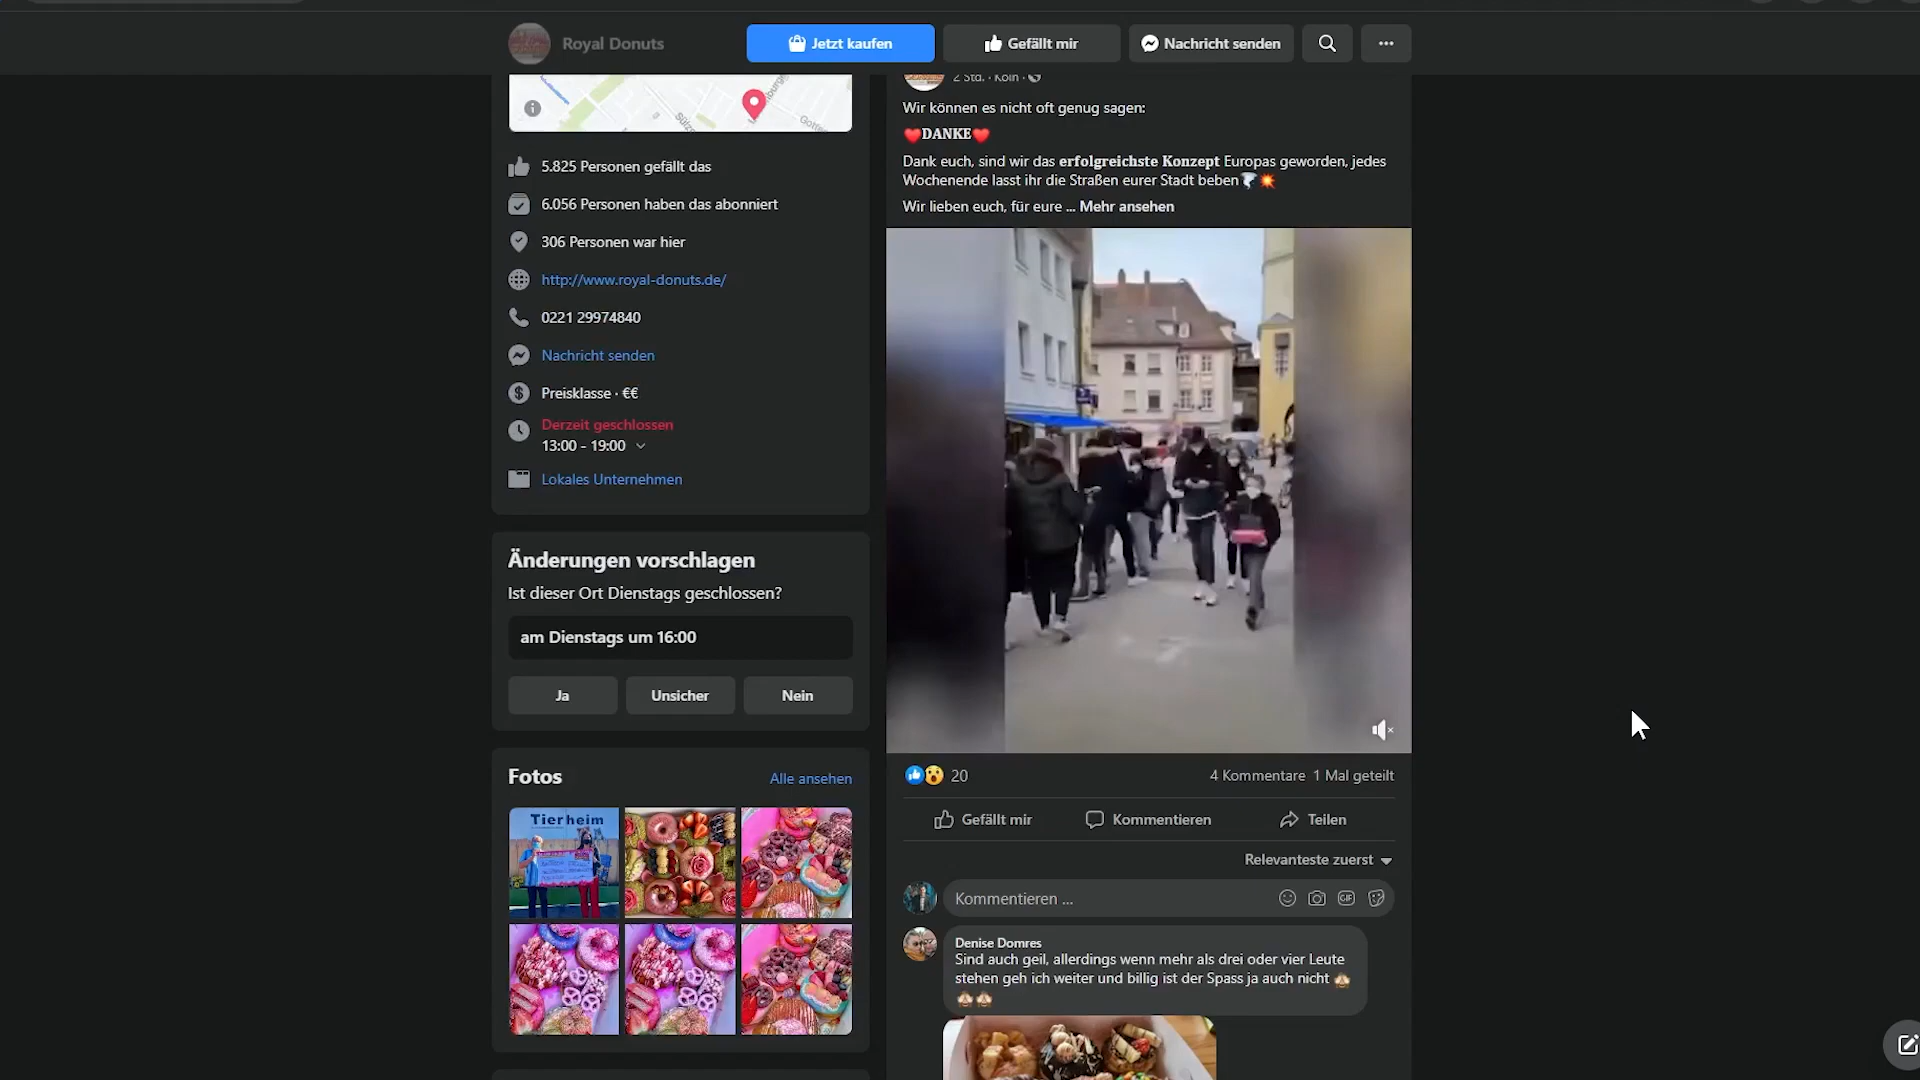 Royal Donuts
Jetzt kaufen
Gefällt mir
Nachricht senden
2 Std. · Köln ·
Wir können es nicht oft genug sagen:
❤️DANKE❤️
Dank euch, sind wir das erfolgreichste Konzept Europas geworden, jedes
Wochenende lasst ihr die Straßen eurer Stadt beben🌪💥
Wir lieben euch, für eure ... Mehr ansehen
5.825 Personen gefällt das
6.056 Personen haben das abonniert
306 Personen war hier
http://www.royal-donuts.de/
0221 29974840
Nachricht senden
Preisklasse · €€
Derzeit geschlossen
13:00 - 19:00
Lokales Unternehmen
Änderungen vorschlagen
Ist dieser Ort Dienstags geschlossen?
am Dienstags um 16:00
Ja
Unsicher
Nein
Fotos
Alle ansehen
Tierheim
20
4 Kommentare 1 Mal geteilt
Gefällt mir
Kommentieren
Teilen
Relevanteste zuerst
Kommentieren ...
GIF
Denise Domres
Sind auch geil, allerdings wenn mehr als drei oder vier Leute
stehen geh ich weiter und billig ist der Spass ja auch nicht 🙈
🙈🙈